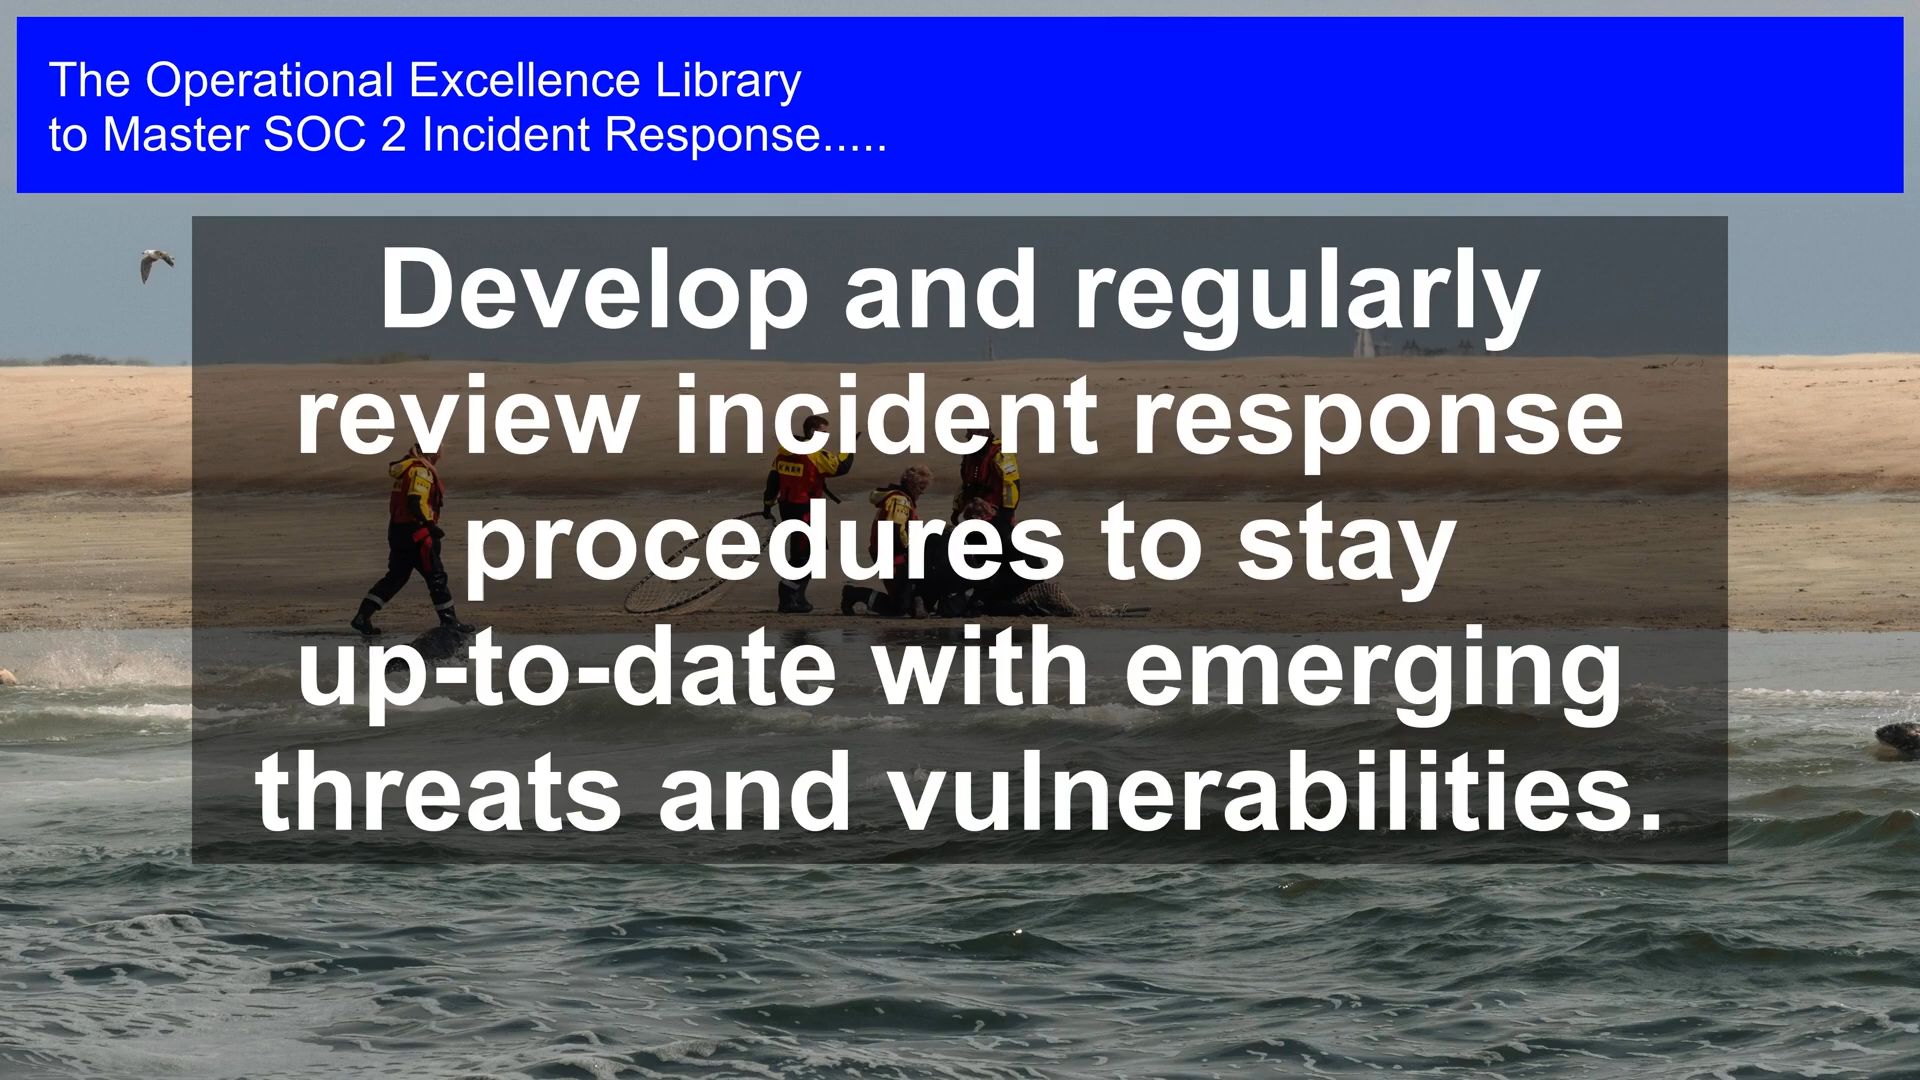 The Operational Excellence Library
to Master SOC 2 Incident Response.....
Develop and regularly
review incident response
procedures to stay
up-to-date with emerging
threats and vulnerabilities.